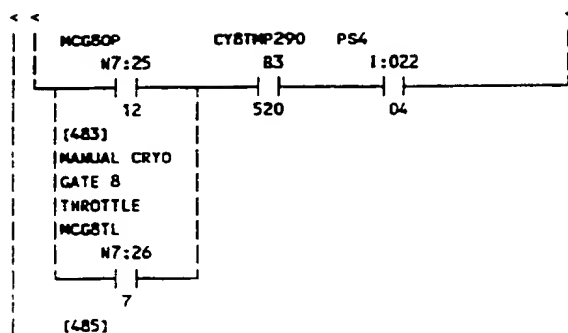 MCG8OP CY8TMP290 PS4
N7:25 B3 I:022
12 520 04
[483]
MANUAL CRYO
GATE 8
THROTTLE
MCG8TL
N7:26
7
[485]